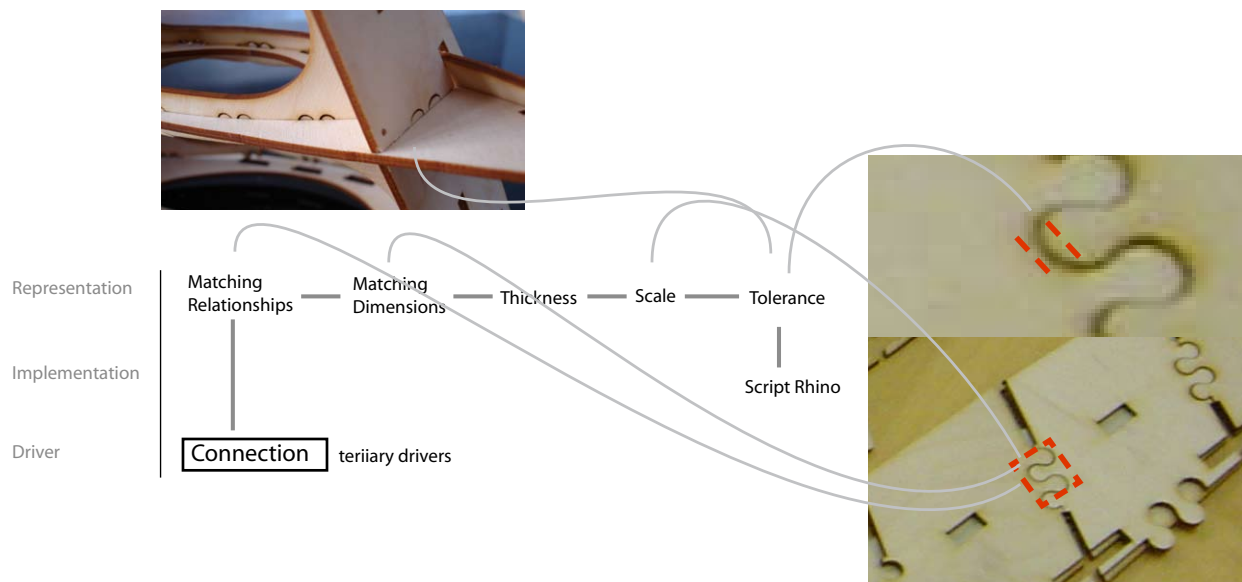 Representation
Matching
Relationships
Matching
Dimensions
Thickness
Scale
Tolerance
Implementation
Script Rhino
Driver
Connection
teriiary drivers